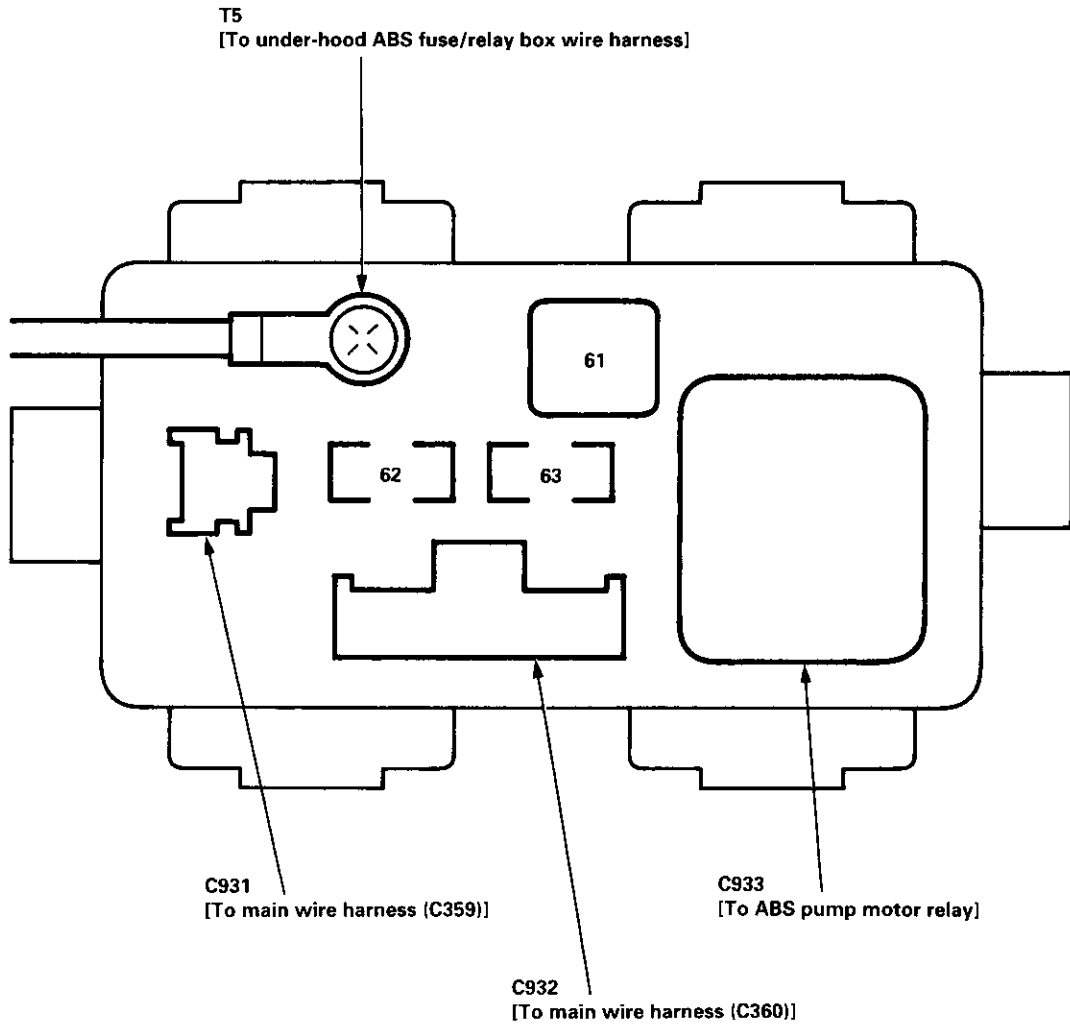 T5
[To under-hood ABS fuse/relay box wire harness]
61
62
63
C931
[To main wire harness (C359)]
C933
[To ABS pump motor relay]
C932
[To main wire harness (C360)]